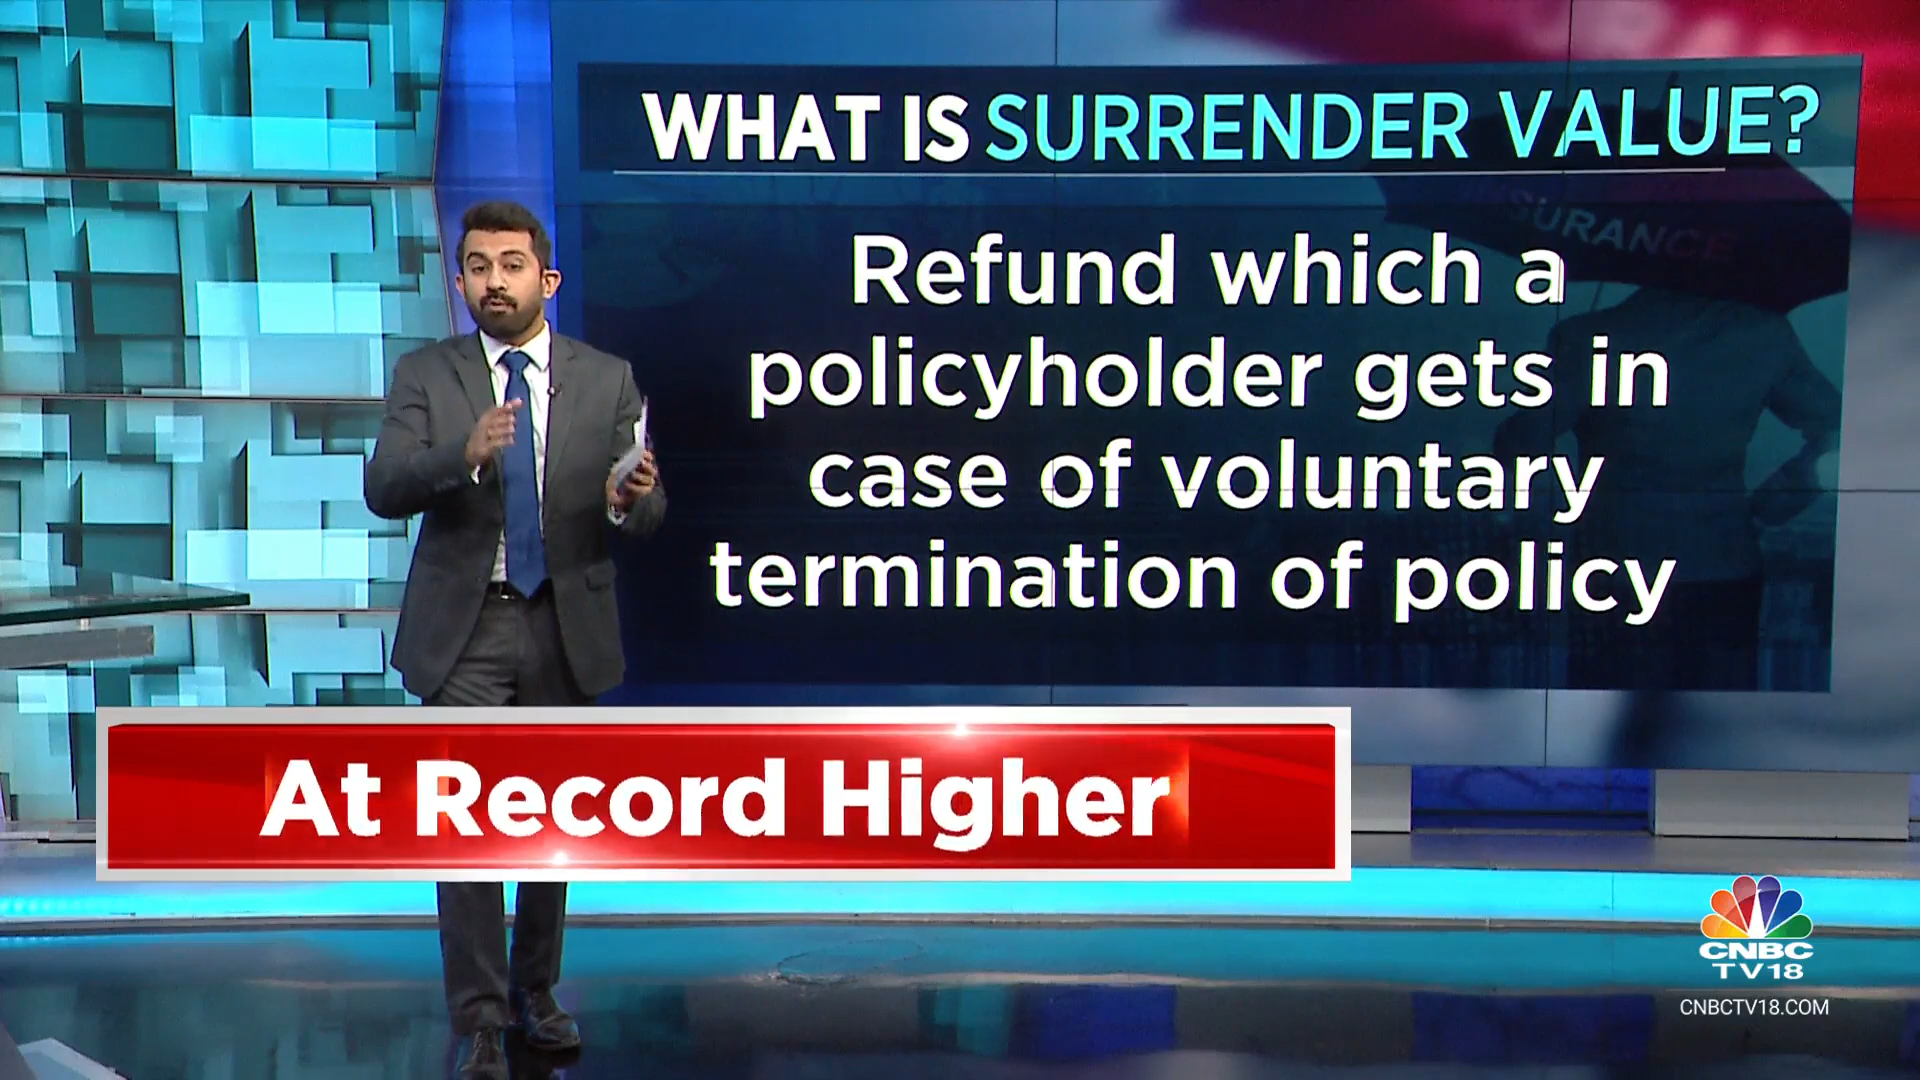 WHAT IS SURRENDER VALUE?
INSURANCE
Refund which a
policyholder gets in
case of voluntary
termination of policy
At Record Higher
CNBC
TV18
CNBCTV18.COM